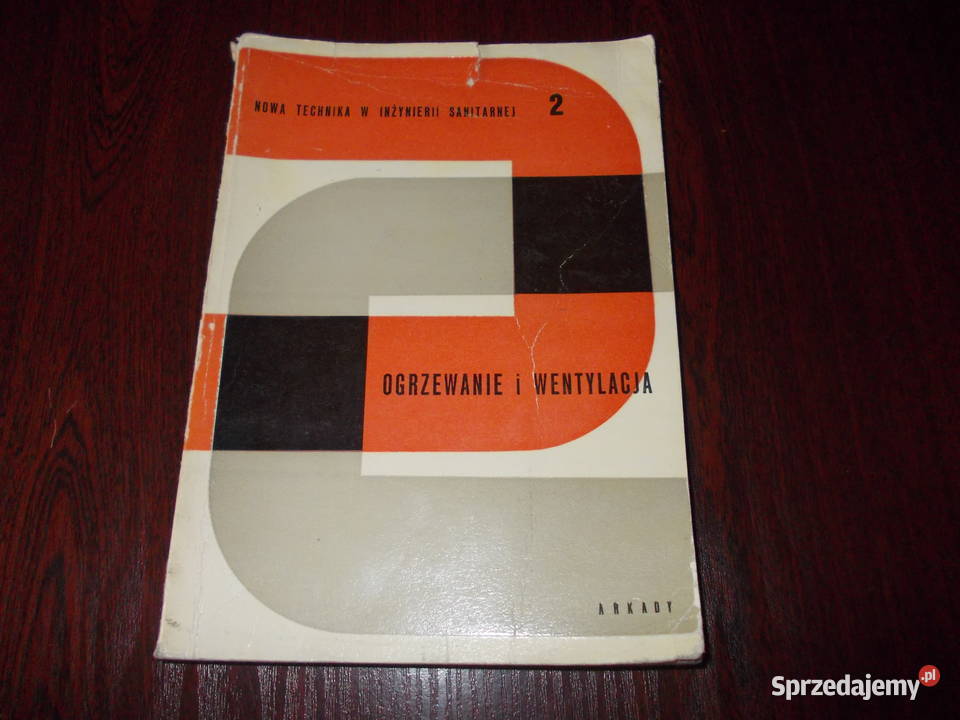 NOWA TECHNIKA W INŻYNIERII SANITARNEJ 2
OGRZEWANIE i WENTYLACJA
ARKADY
Sprzedajemy.pl